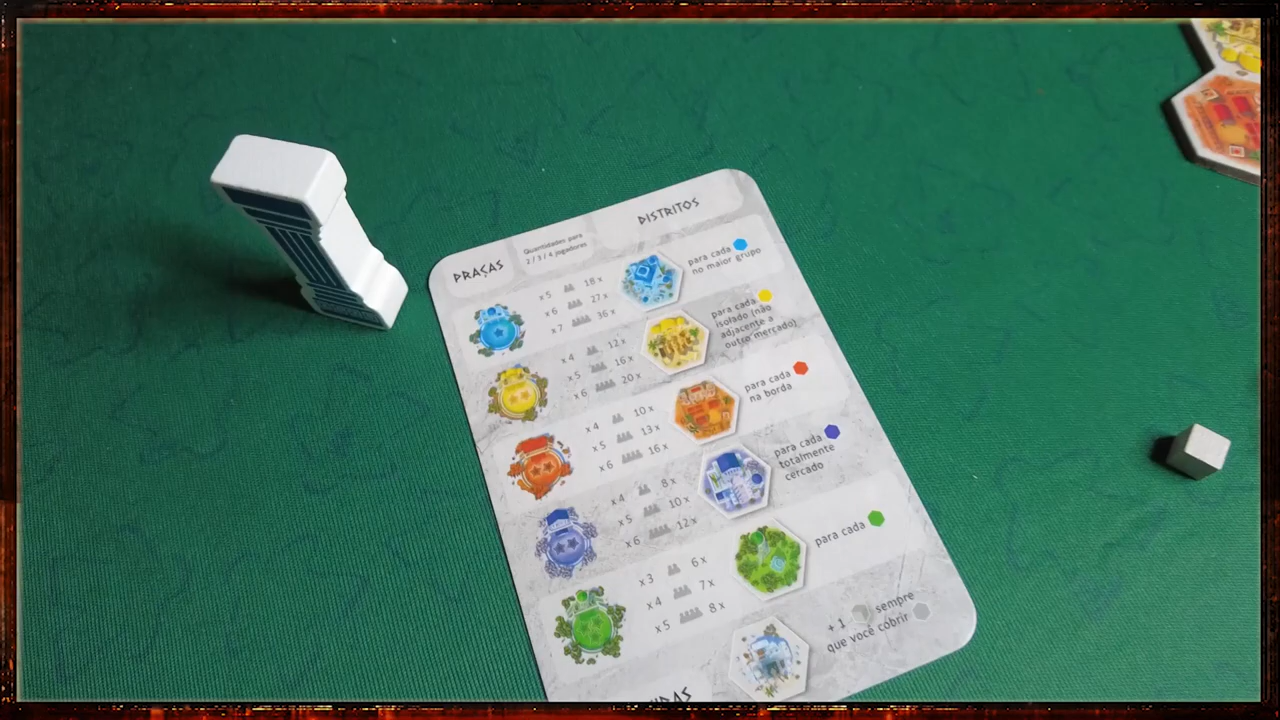 PRAÇAS
Quantidades para
2 / 3 / 4 jogadores
DISTRITOS
x5 18x
x6 27x
x7 36x
para cada
no maior grupo
x4 12x
x5 16x
x6 20x
para cada
isolado (não
adjacente a
outro mercado)
x4 10x
x5 13x
x6 16x
para cada
na borda
x4 8x
x5 10x
x6 12x
para cada
totalmente
cercado
x3 6x
x4 7x
x5 8x
para cada
+ 1 sempre
que você cobrir